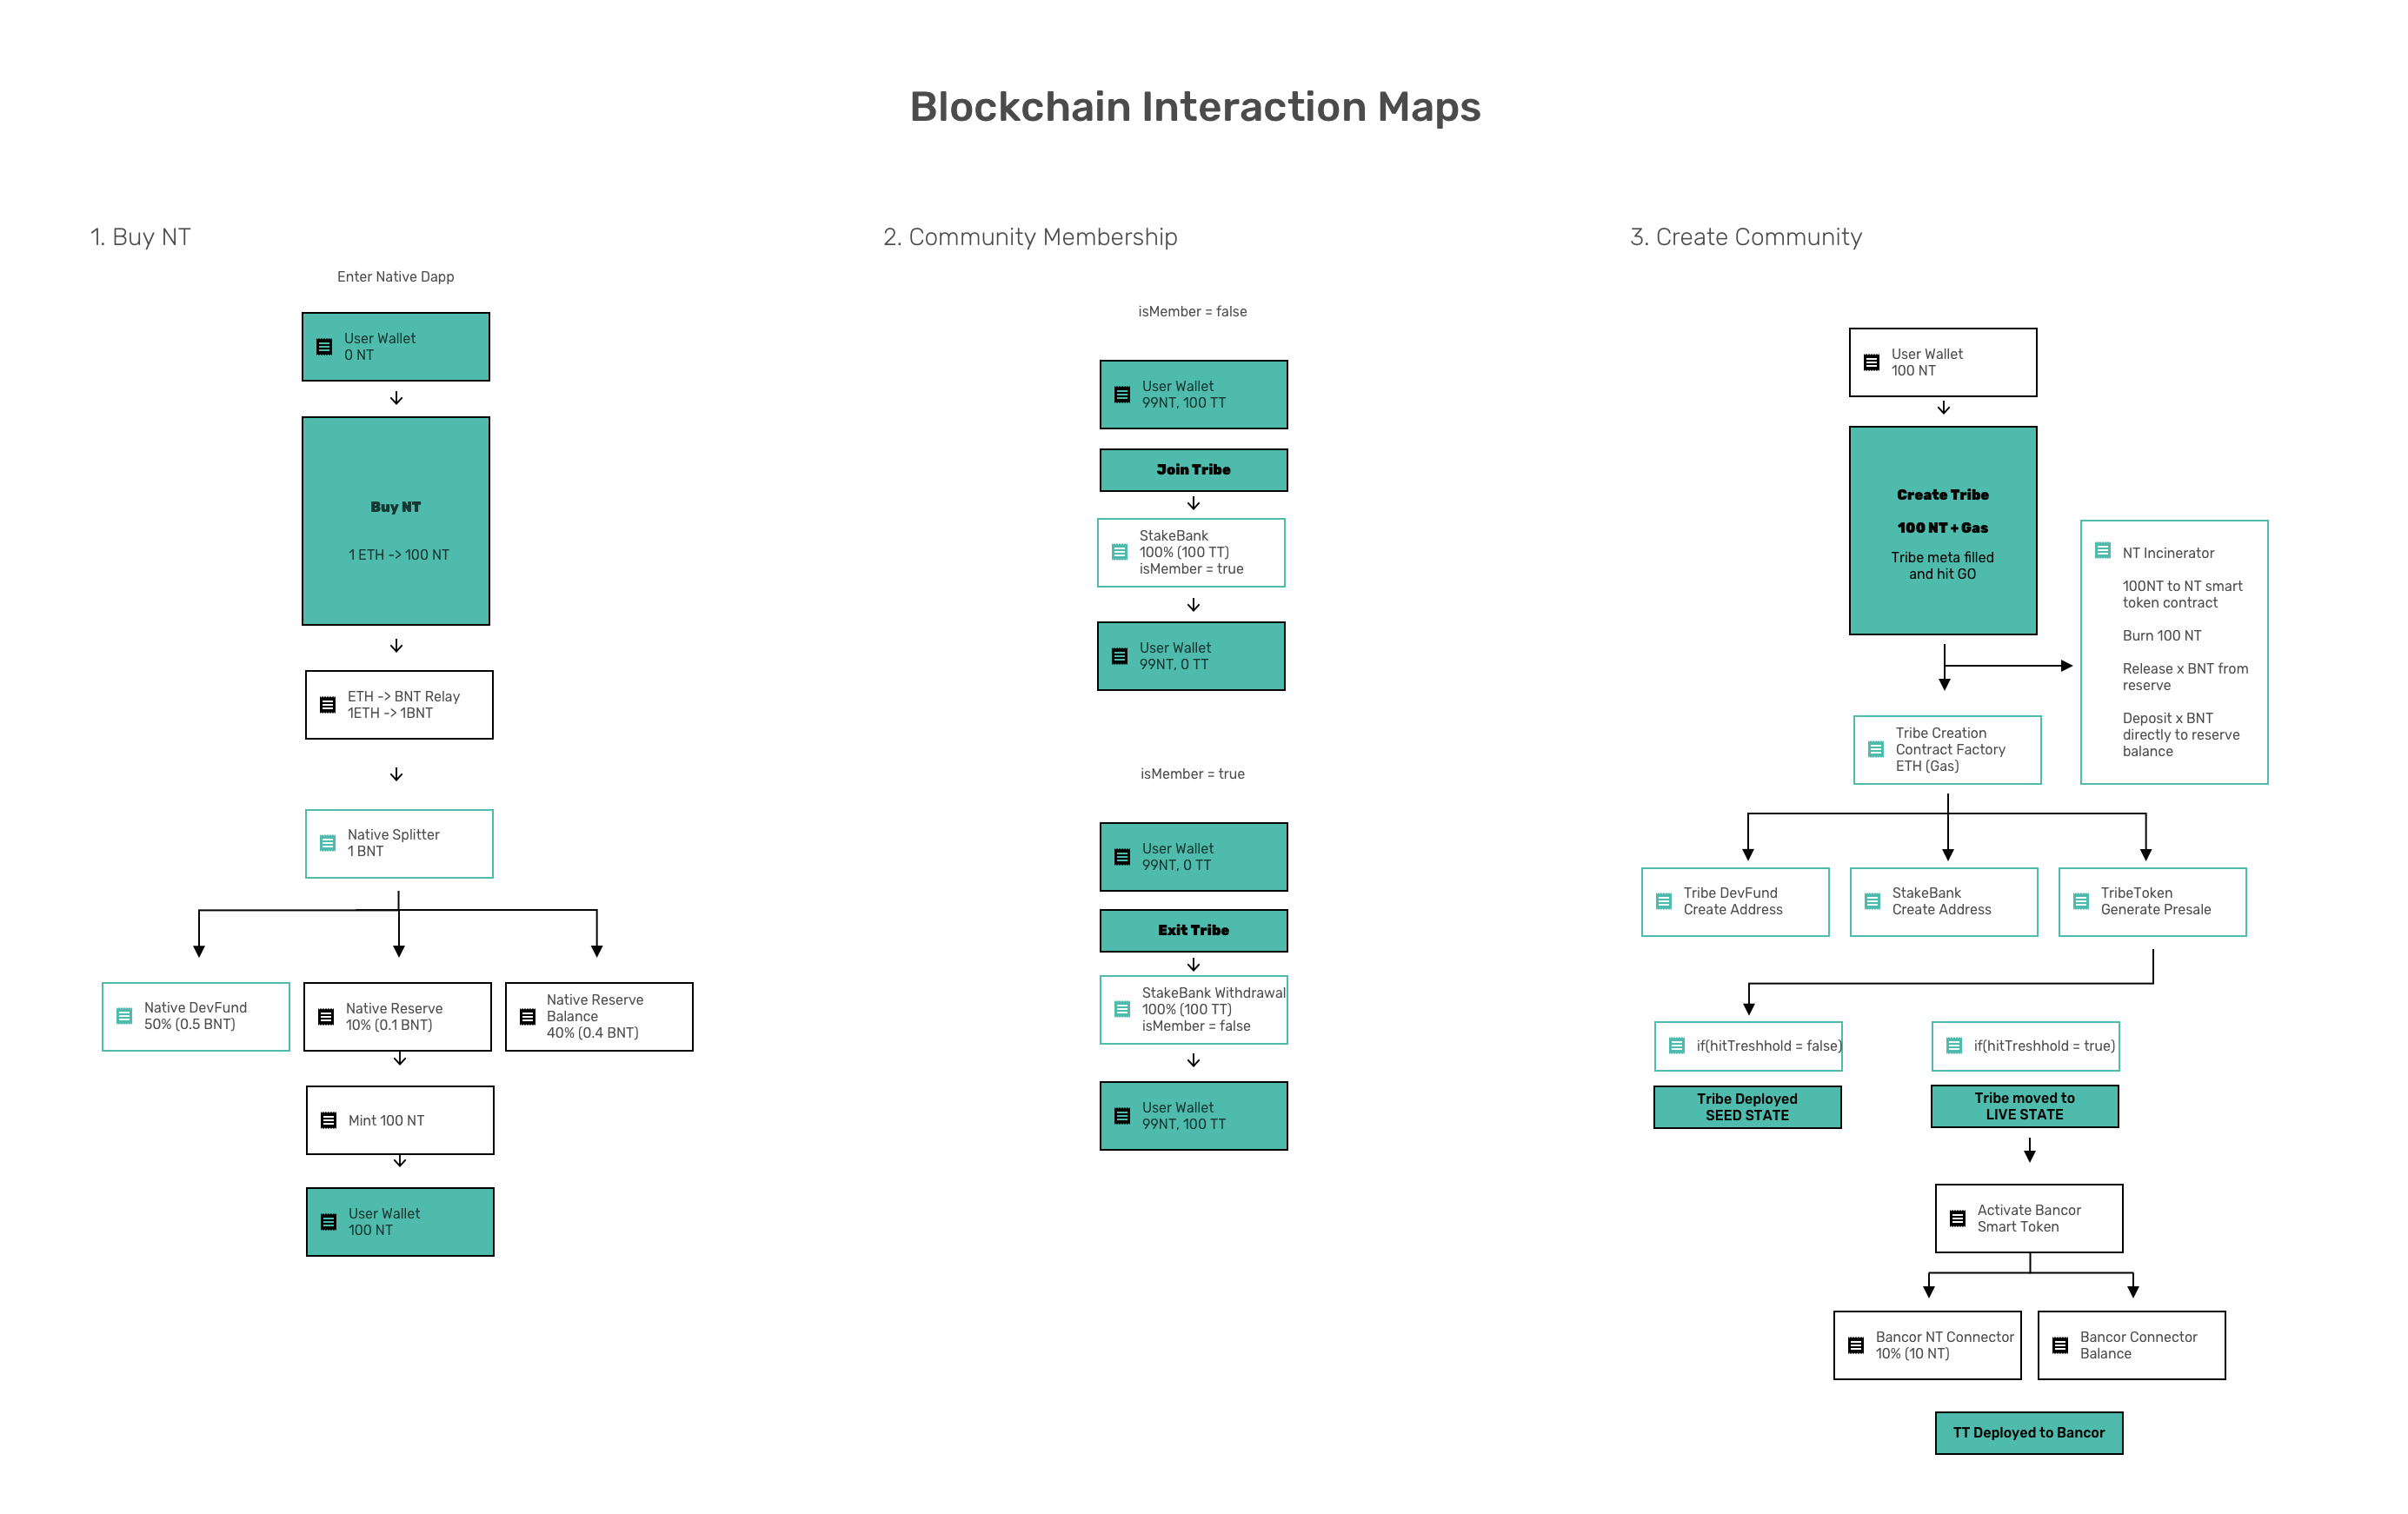 Blockchain Interaction Maps
1. Buy NT
Enter Native Dapp
User Wallet
0 NT
Buy NT
1 ETH -> 100 NT
ETH -> BNT Relay
1ETH -> 1BNT
Native Splitter
1 BNT
Native DevFund
50% (0.5 BNT)
Native Reserve
10% (0.1 BNT)
Native Reserve
Balance
40% (0.4 BNT)
Mint 100 NT
User Wallet
100 NT
2. Community Membership
isMember = false
User Wallet
99NT, 100 TT
Join Tribe
StakeBank
100% (100 TT)
isMember = true
User Wallet
99NT, 0 TT
isMember = true
User Wallet
99NT, 0 TT
Exit Tribe
StakeBank Withdrawal
100% (100 TT)
isMember = false
User Wallet
99NT, 100 TT
3. Create Community
User Wallet
100 NT
Create Tribe
100 NT + Gas
Tribe meta filled
and hit GO
NT Incinerator
100NT to NT smart
token contract
Burn 100 NT
Release x BNT from
reserve
Deposit x BNT
directly to reserve
balance
Tribe Creation
Contract Factory
ETH (Gas)
Tribe DevFund
Create Address
StakeBank
Create Address
TribeToken
Generate Presale
if(hitTreshhold = false)
Tribe Deployed
SEED STATE
if(hitTreshhold = true)
Tribe moved to
LIVE STATE
Activate Bancor
Smart Token
Bancor NT Connector
10% (10 NT)
Bancor Connector
Balance
TT Deployed to Bancor